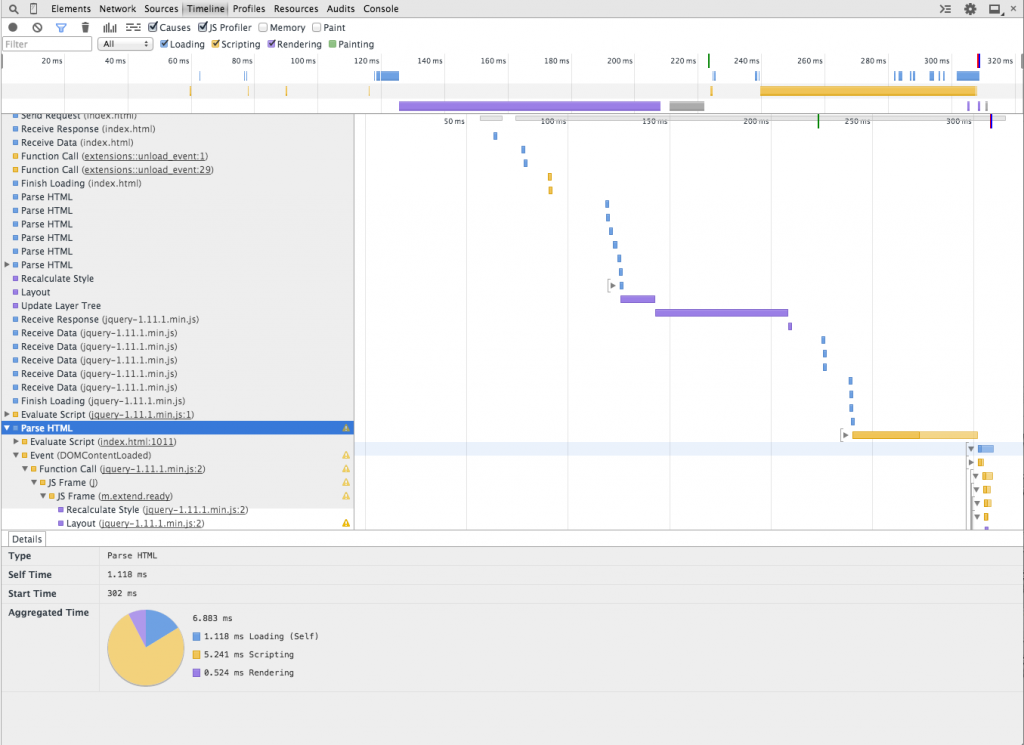 Elements Network Sources Timeline Profiles Resources Audits Console
Causes JS Profiler Memory Paint
Filter All Loading Scripting Rendering Painting
20 ms 40 ms 60 ms 80 ms 100 ms 120 ms 140 ms 160 ms 180 ms 200 ms 220 ms 240 ms 260 ms 280 ms 300 ms 320 ms
50 ms 100 ms 150 ms 200 ms 250 ms 300 ms
Send Request (index.html)
Receive Response (index.html)
Receive Data (index.html)
Function Call (extensions::unload_event:1)
Function Call (extensions::unload_event:29)
Finish Loading (index.html)
Parse HTML
Parse HTML
Parse HTML
Parse HTML
Parse HTML
Parse HTML
Recalculate Style
Layout
Update Layer Tree
Receive Response (jquery-1.11.1.min.js)
Receive Data (jquery-1.11.1.min.js)
Receive Data (jquery-1.11.1.min.js)
Receive Data (jquery-1.11.1.min.js)
Receive Data (jquery-1.11.1.min.js)
Receive Data (jquery-1.11.1.min.js)
Finish Loading (jquery-1.11.1.min.js)
Evaluate Script (jquery-1.11.1.min.js:1)
Parse HTML
Evaluate Script (index.html:1011)
Event (DOMContentLoaded)
Function Call (jquery-1.11.1.min.js:2)
JS Frame (J)
JS Frame (m.extend.ready)
Recalculate Style (jquery-1.11.1.min.js:2)
Layout (jquery-1.11.1.min.js:2)
Details
Type Parse HTML
Self Time 1.118 ms
Start Time 302 ms
Aggregated Time
6.883 ms
1.118 ms Loading (Self)
5.241 ms Scripting
0.524 ms Rendering